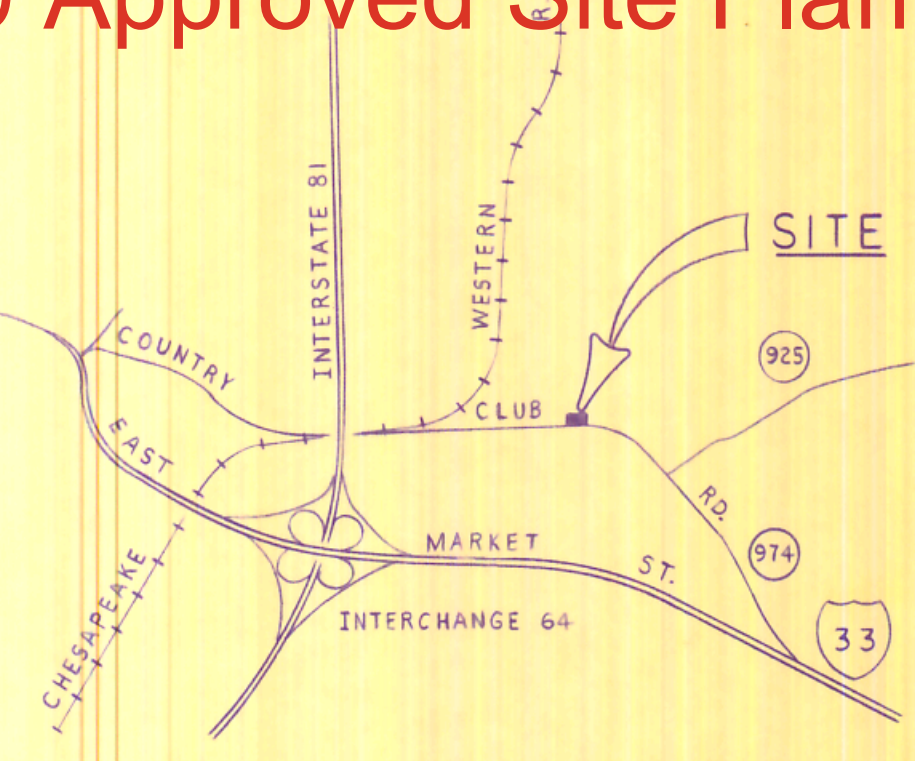 Approved Site Plan
INTERSTATE 81
WESTERN
R
SITE
925
COUNTRY
CLUB
EAST
RD.
MARKET
ST.
974
CHESAPEAKE
INTERCHANGE 64
33